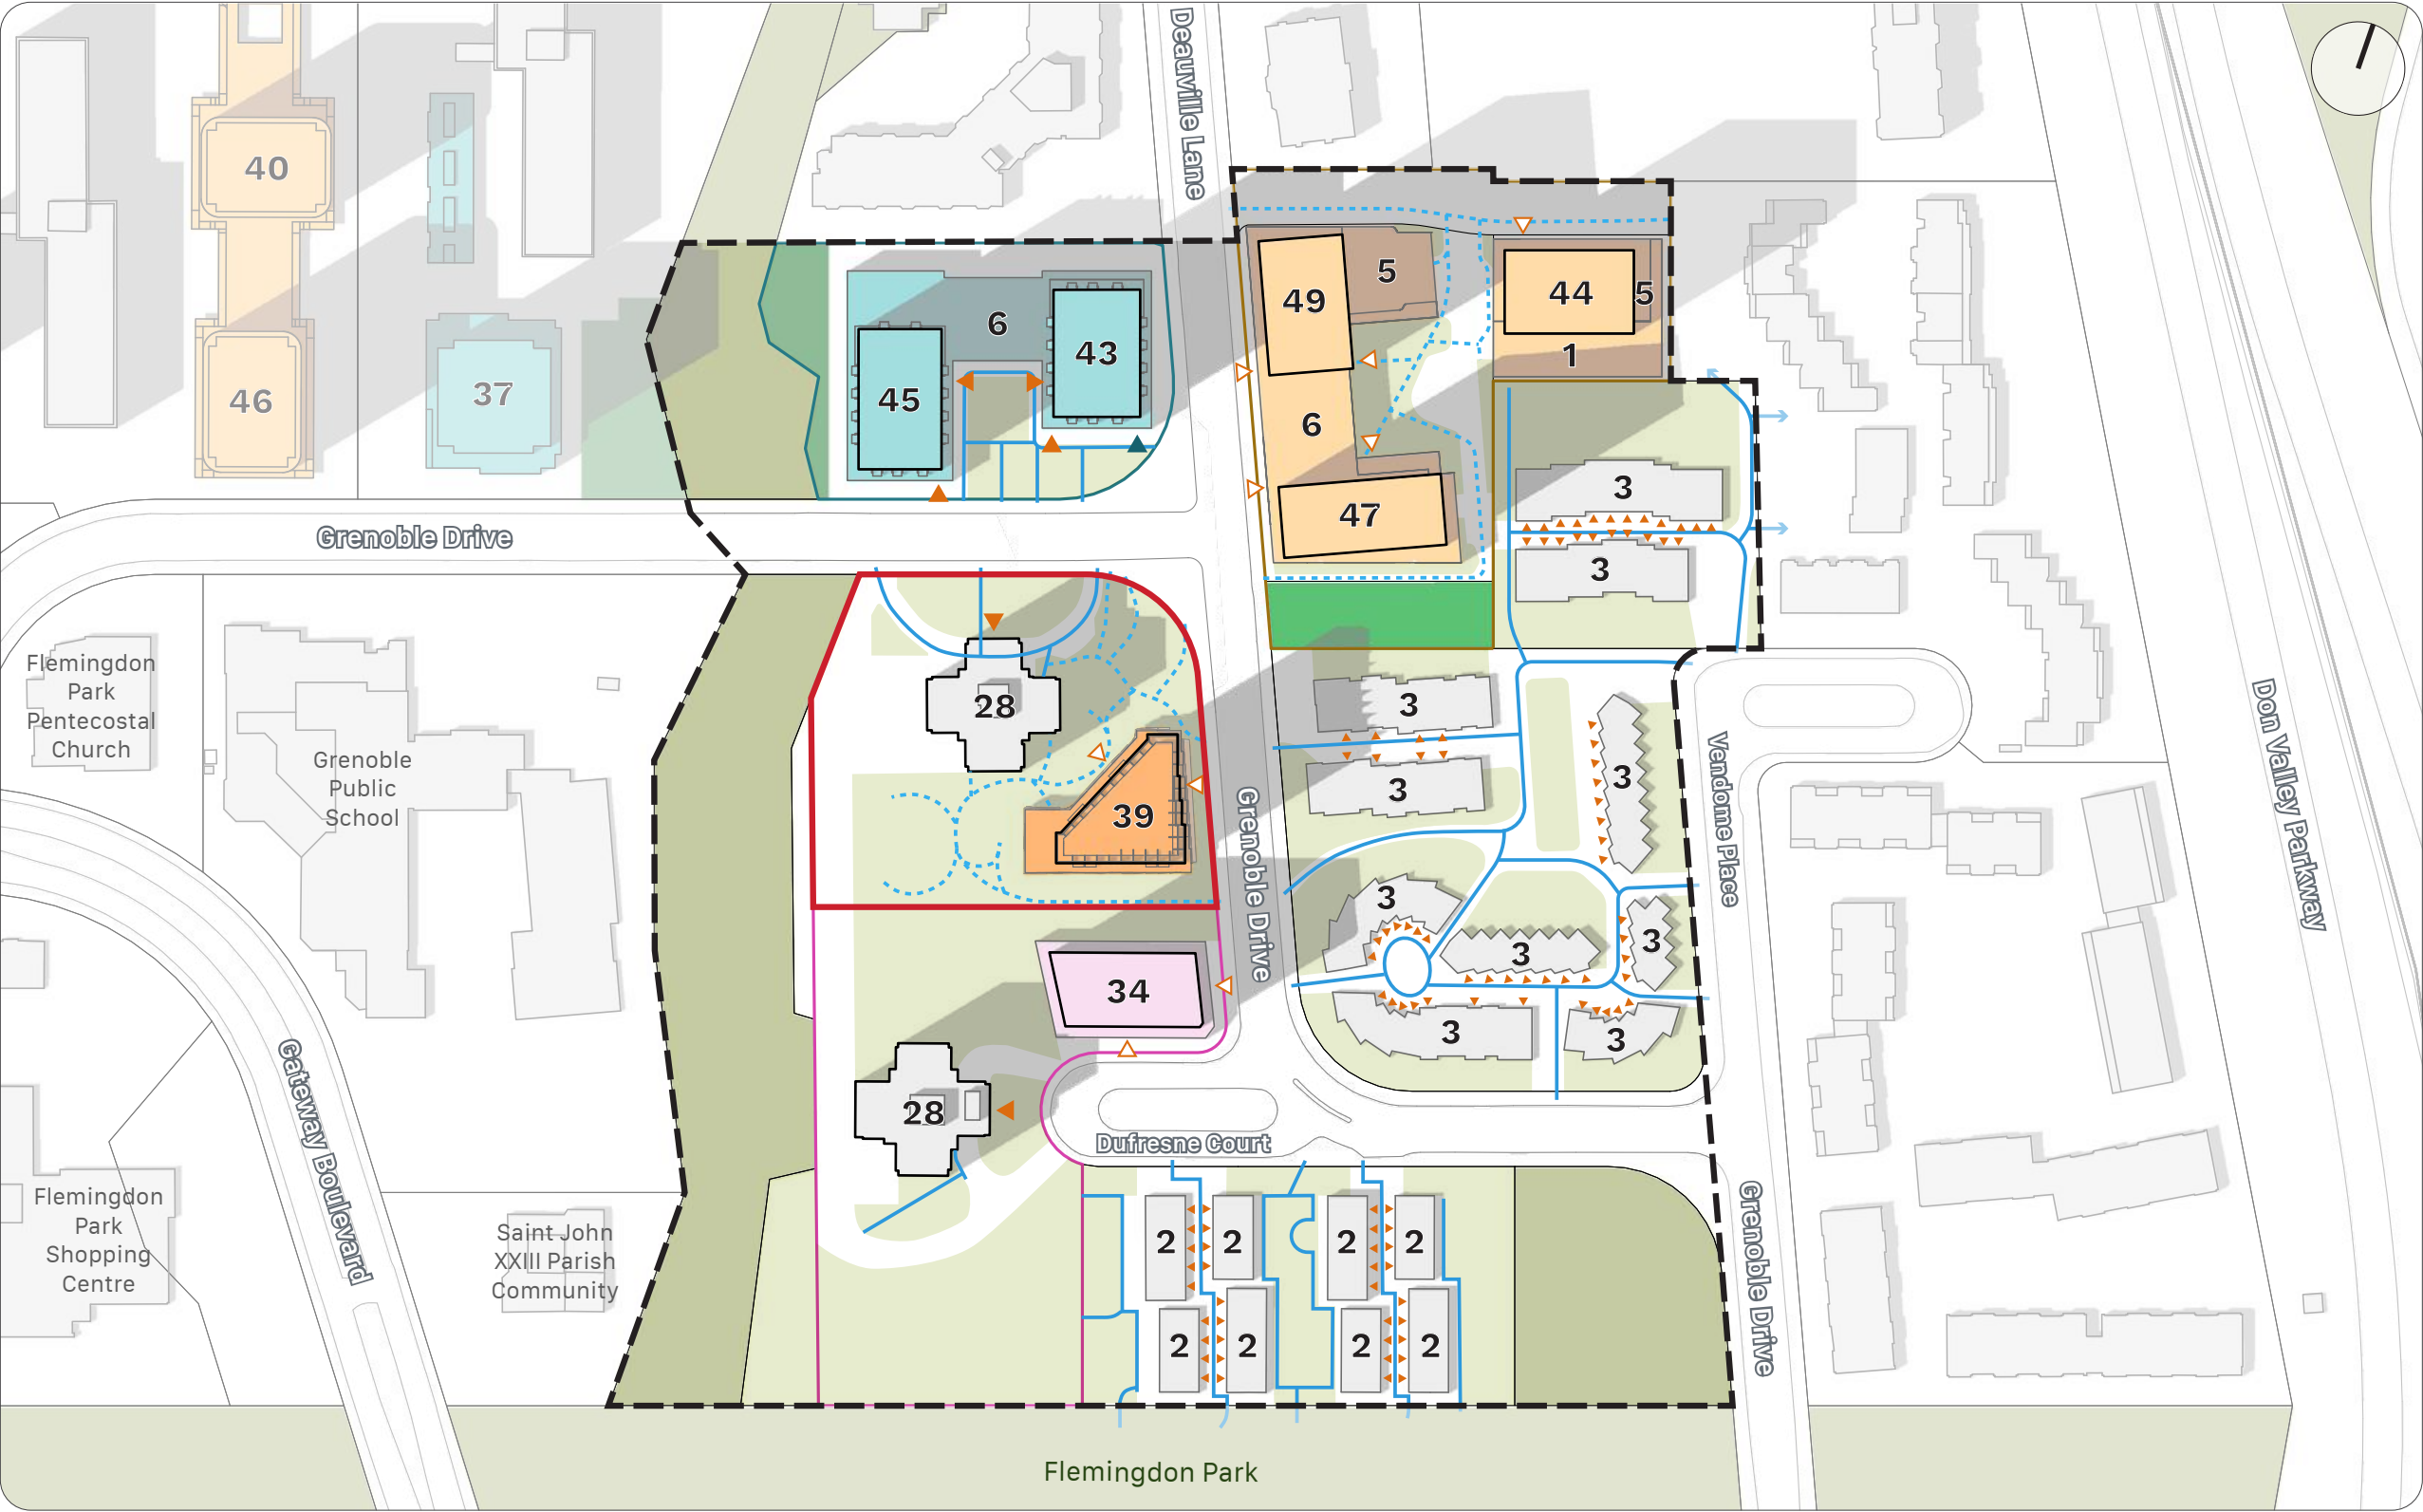 Deauville Lane
40
49
5
44
5
6
43
1
46
37
45
6
3
47
Grenoble Drive
3
Flemingdon
Park
Pentecostal
Church
28
3
Grenoble
Public
School
3
3
Vendome Place
Don Valley Parkway
39
Grenoble Drive
3
3
3
34
3
3
Gateway Boulevard
28
Dufresne Court
Flemingdon
Park
Shopping
Centre
Saint John
XXIII Parish
Community
2
2
2
2
Grenoble Drive
2
2
2
2
Flemingdon Park